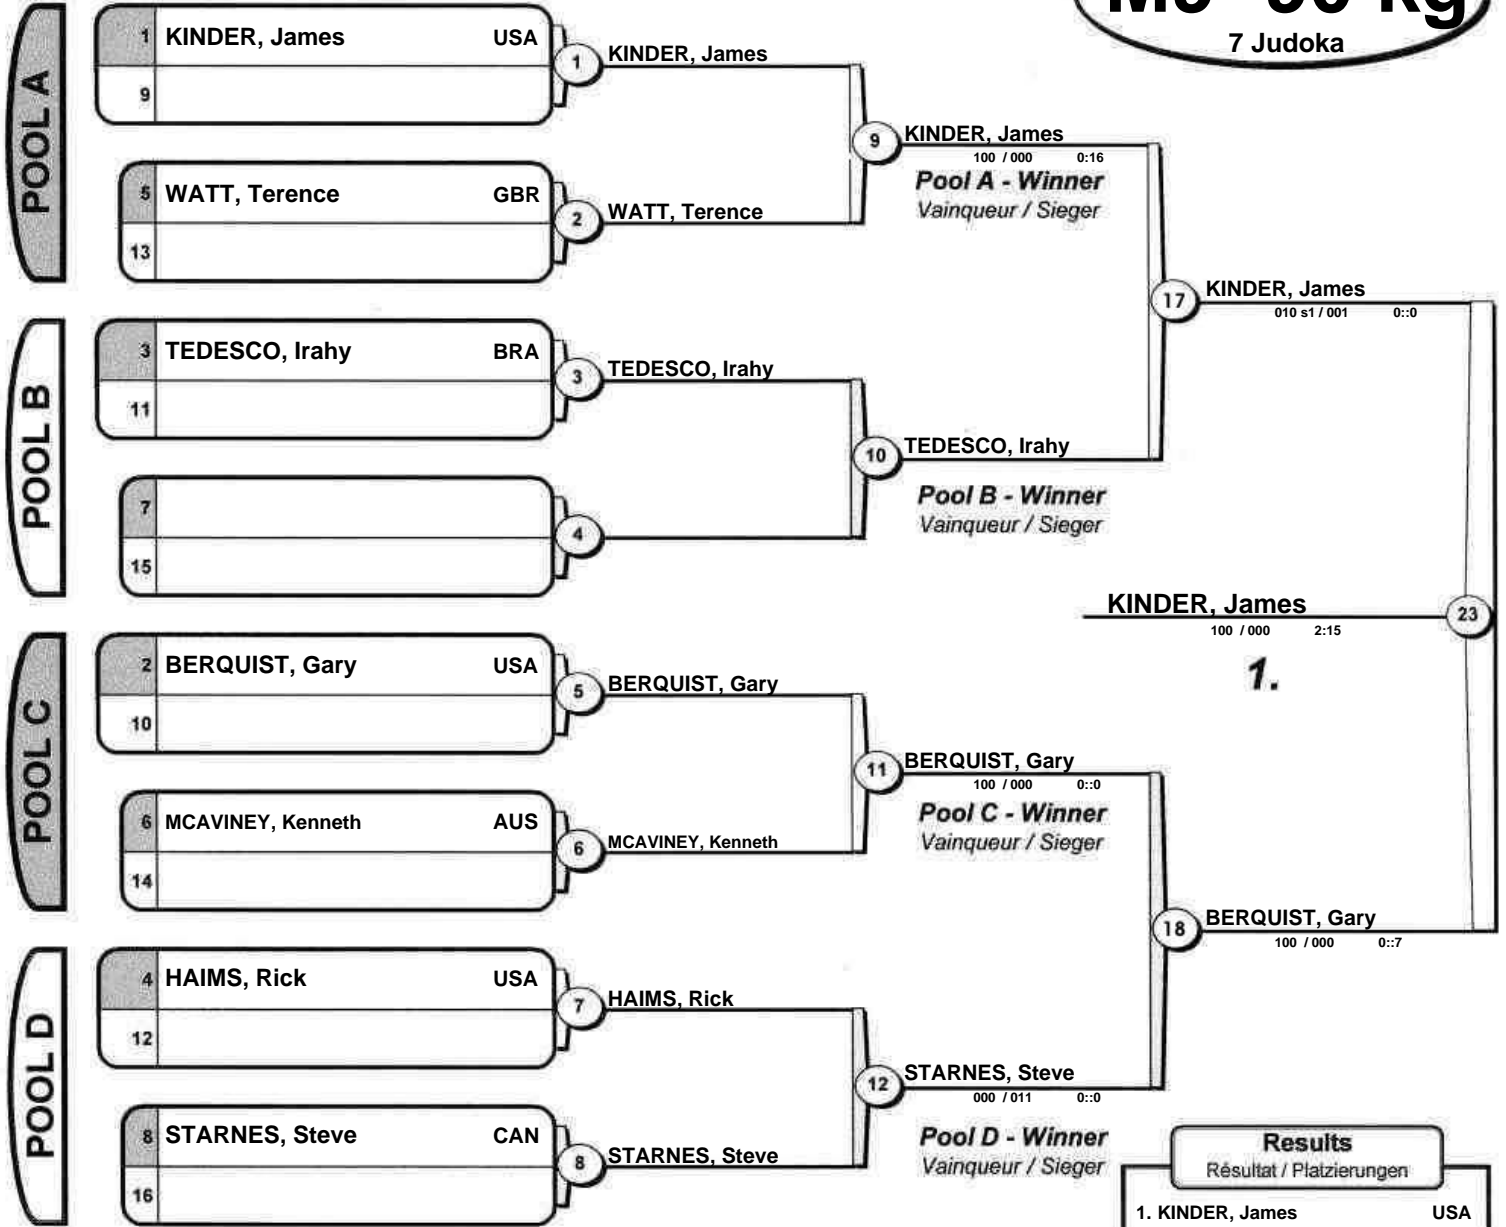 M5 -90 kg
7 Judoka
POOL A
1 KINDER, James USA
9
1
KINDER, James
5 WATT, Terence GBR
13
2
WATT, Terence
9
KINDER, James
100 / 000 0:16
Pool A - Winner
Vainqueur / Sieger
POOL B
3 TEDESCO, Irahy BRA
11
3
TEDESCO, Irahy
7
15
4
10
TEDESCO, Irahy
Pool B - Winner
Vainqueur / Sieger
17
KINDER, James
010 s1 / 001 0::0
POOL C
2 BERQUIST, Gary USA
10
5
BERQUIST, Gary
6 MCAVINEY, Kenneth AUS
14
6
MCAVINEY, Kenneth
11
BERQUIST, Gary
100 / 000 0::0
Pool C - Winner
Vainqueur / Sieger
POOL D
4 HAIMS, Rick USA
12
7
HAIMS, Rick
8 STARNES, Steve CAN
16
8
STARNES, Steve
12
STARNES, Steve
000 / 011 0::0
Pool D - Winner
Vainqueur / Sieger
18
BERQUIST, Gary
100 / 000 0::7
23
KINDER, James
100 / 000 2:15
1.
Results
Résultat / Platzierungen
1. KINDER, James USA